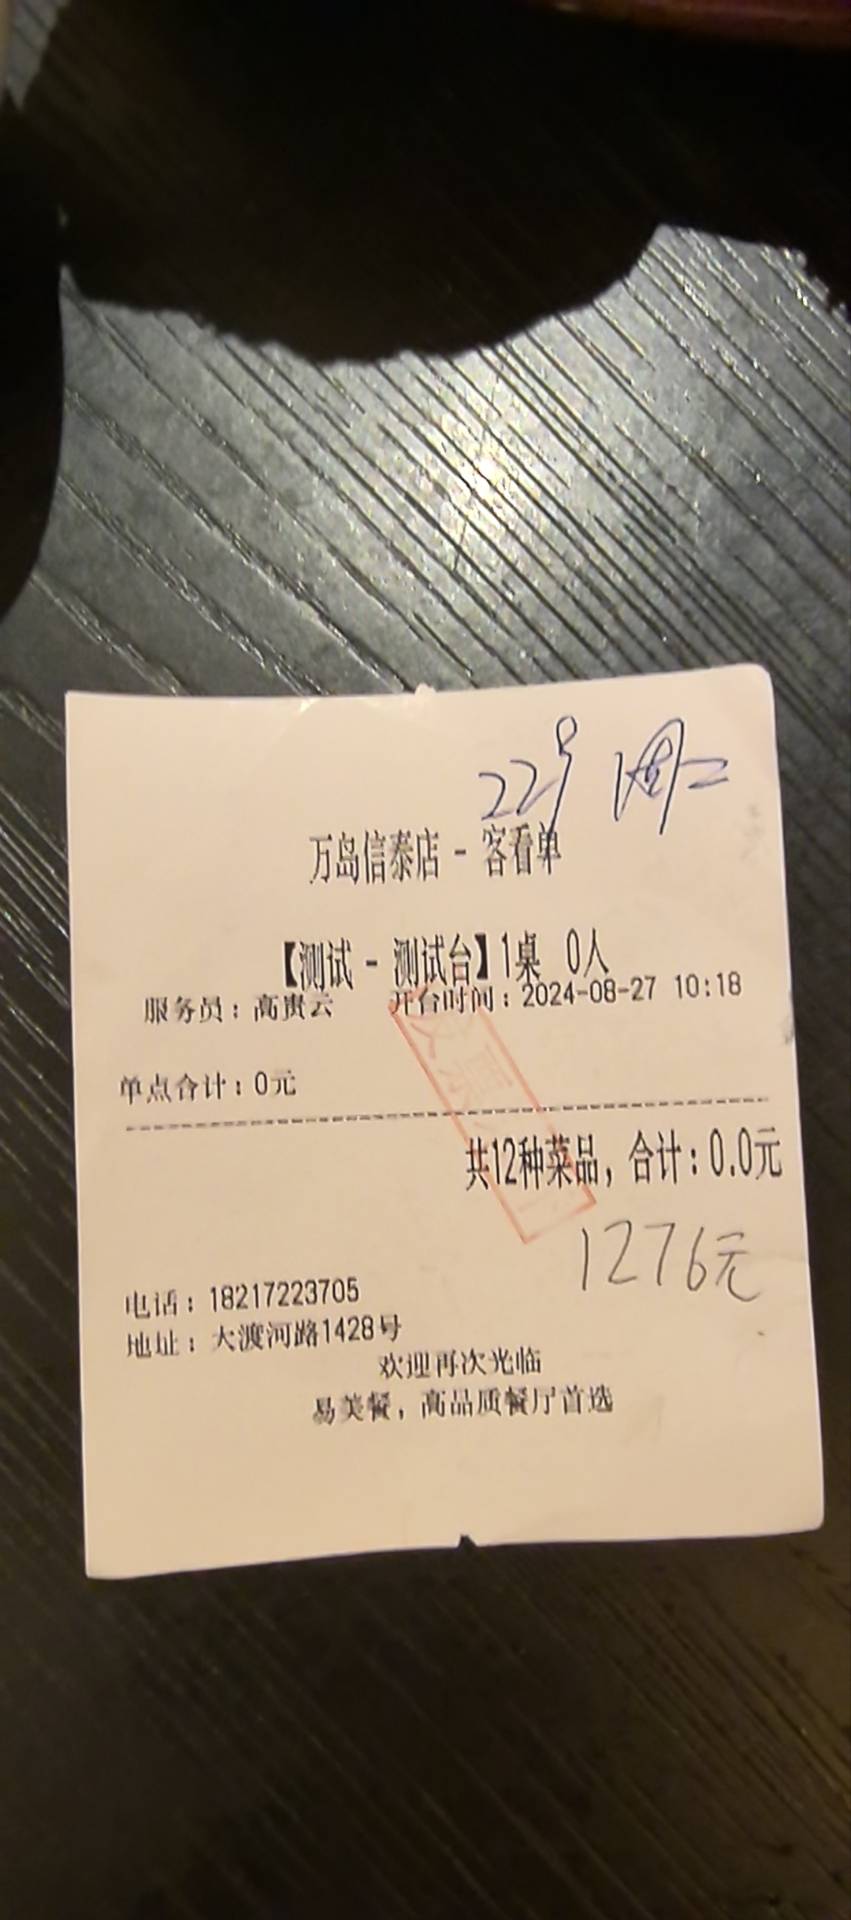 22号 周二
万岛信泰店 - 客看单
【测试 - 测试台】1桌 0人
服务员：高贵云 开台时间：2024-08-27 10:18
单点合计：0元
共12种菜品，合计：0.0元
1276元
电话：18217223705
地址：大渡河路1428号
欢迎再次光临
易美餐，高品质餐厅首选